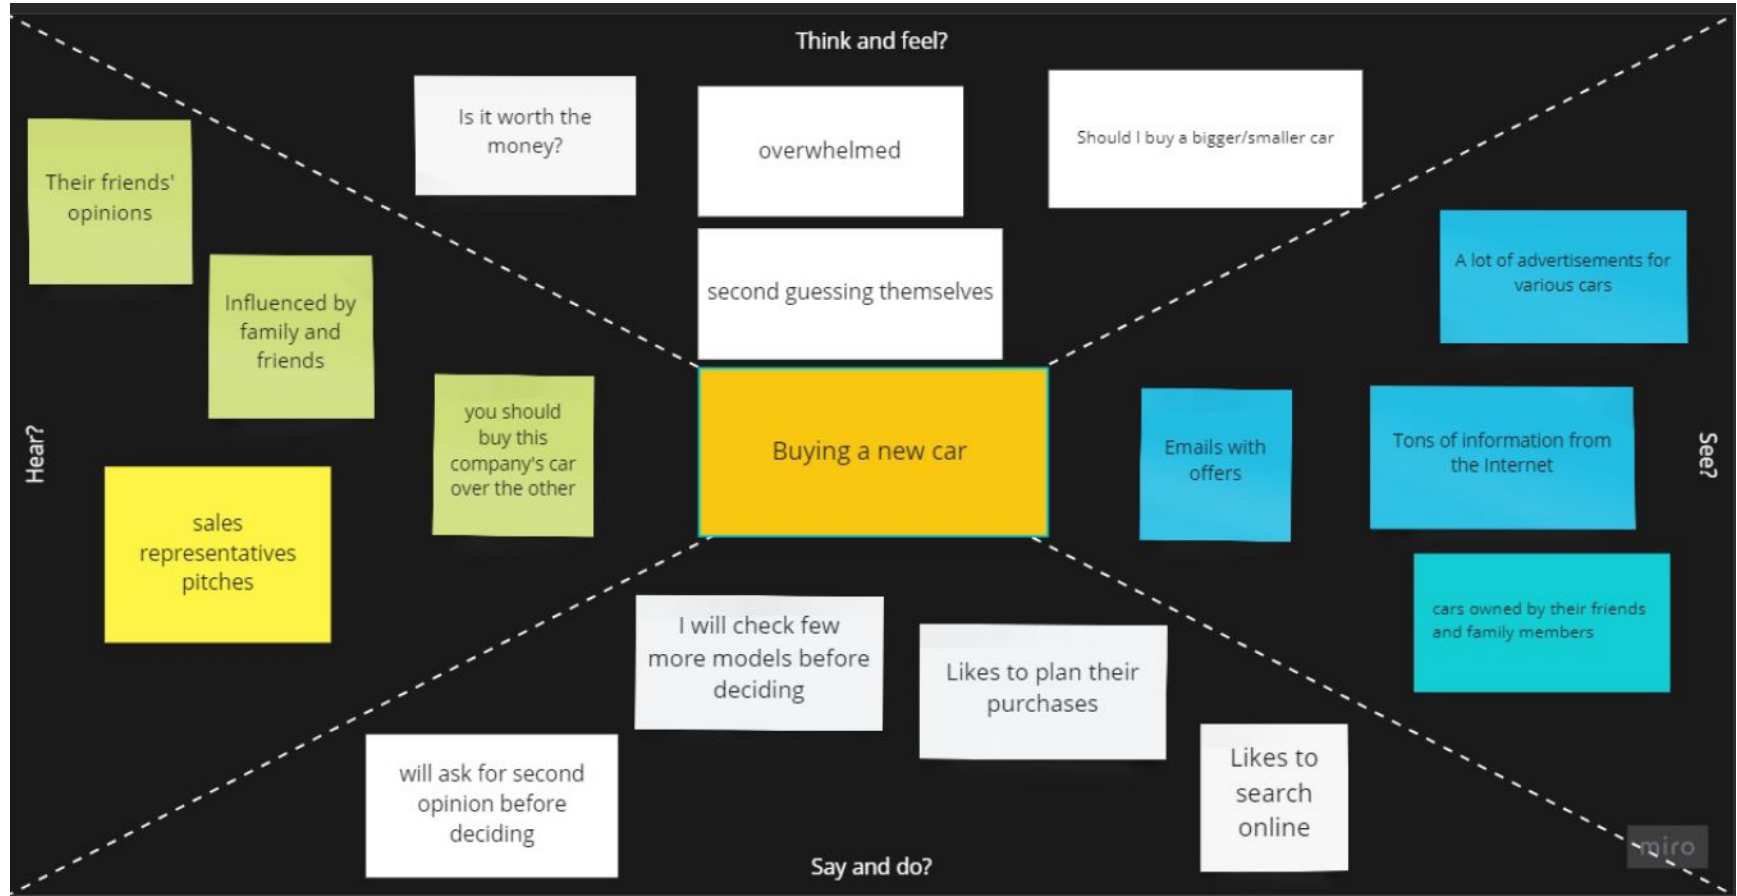 Think and feel?
Is it worth the
money?
overwhelmed
Should I buy a bigger/smaller car
second guessing themselves
Hear?
Their friends'
opinions
Influenced by
family and
friends
you should
buy this
company's car
over the other
sales
representatives
pitches
Buying a new car
See?
A lot of advertisements for
various cars
Emails with
offers
Tons of information from
the Internet
cars owned by their friends
and family members
I will check few
more models before
deciding
Likes to plan their
purchases
will ask for second
opinion before
deciding
Likes to
search
online
Say and do?
miro